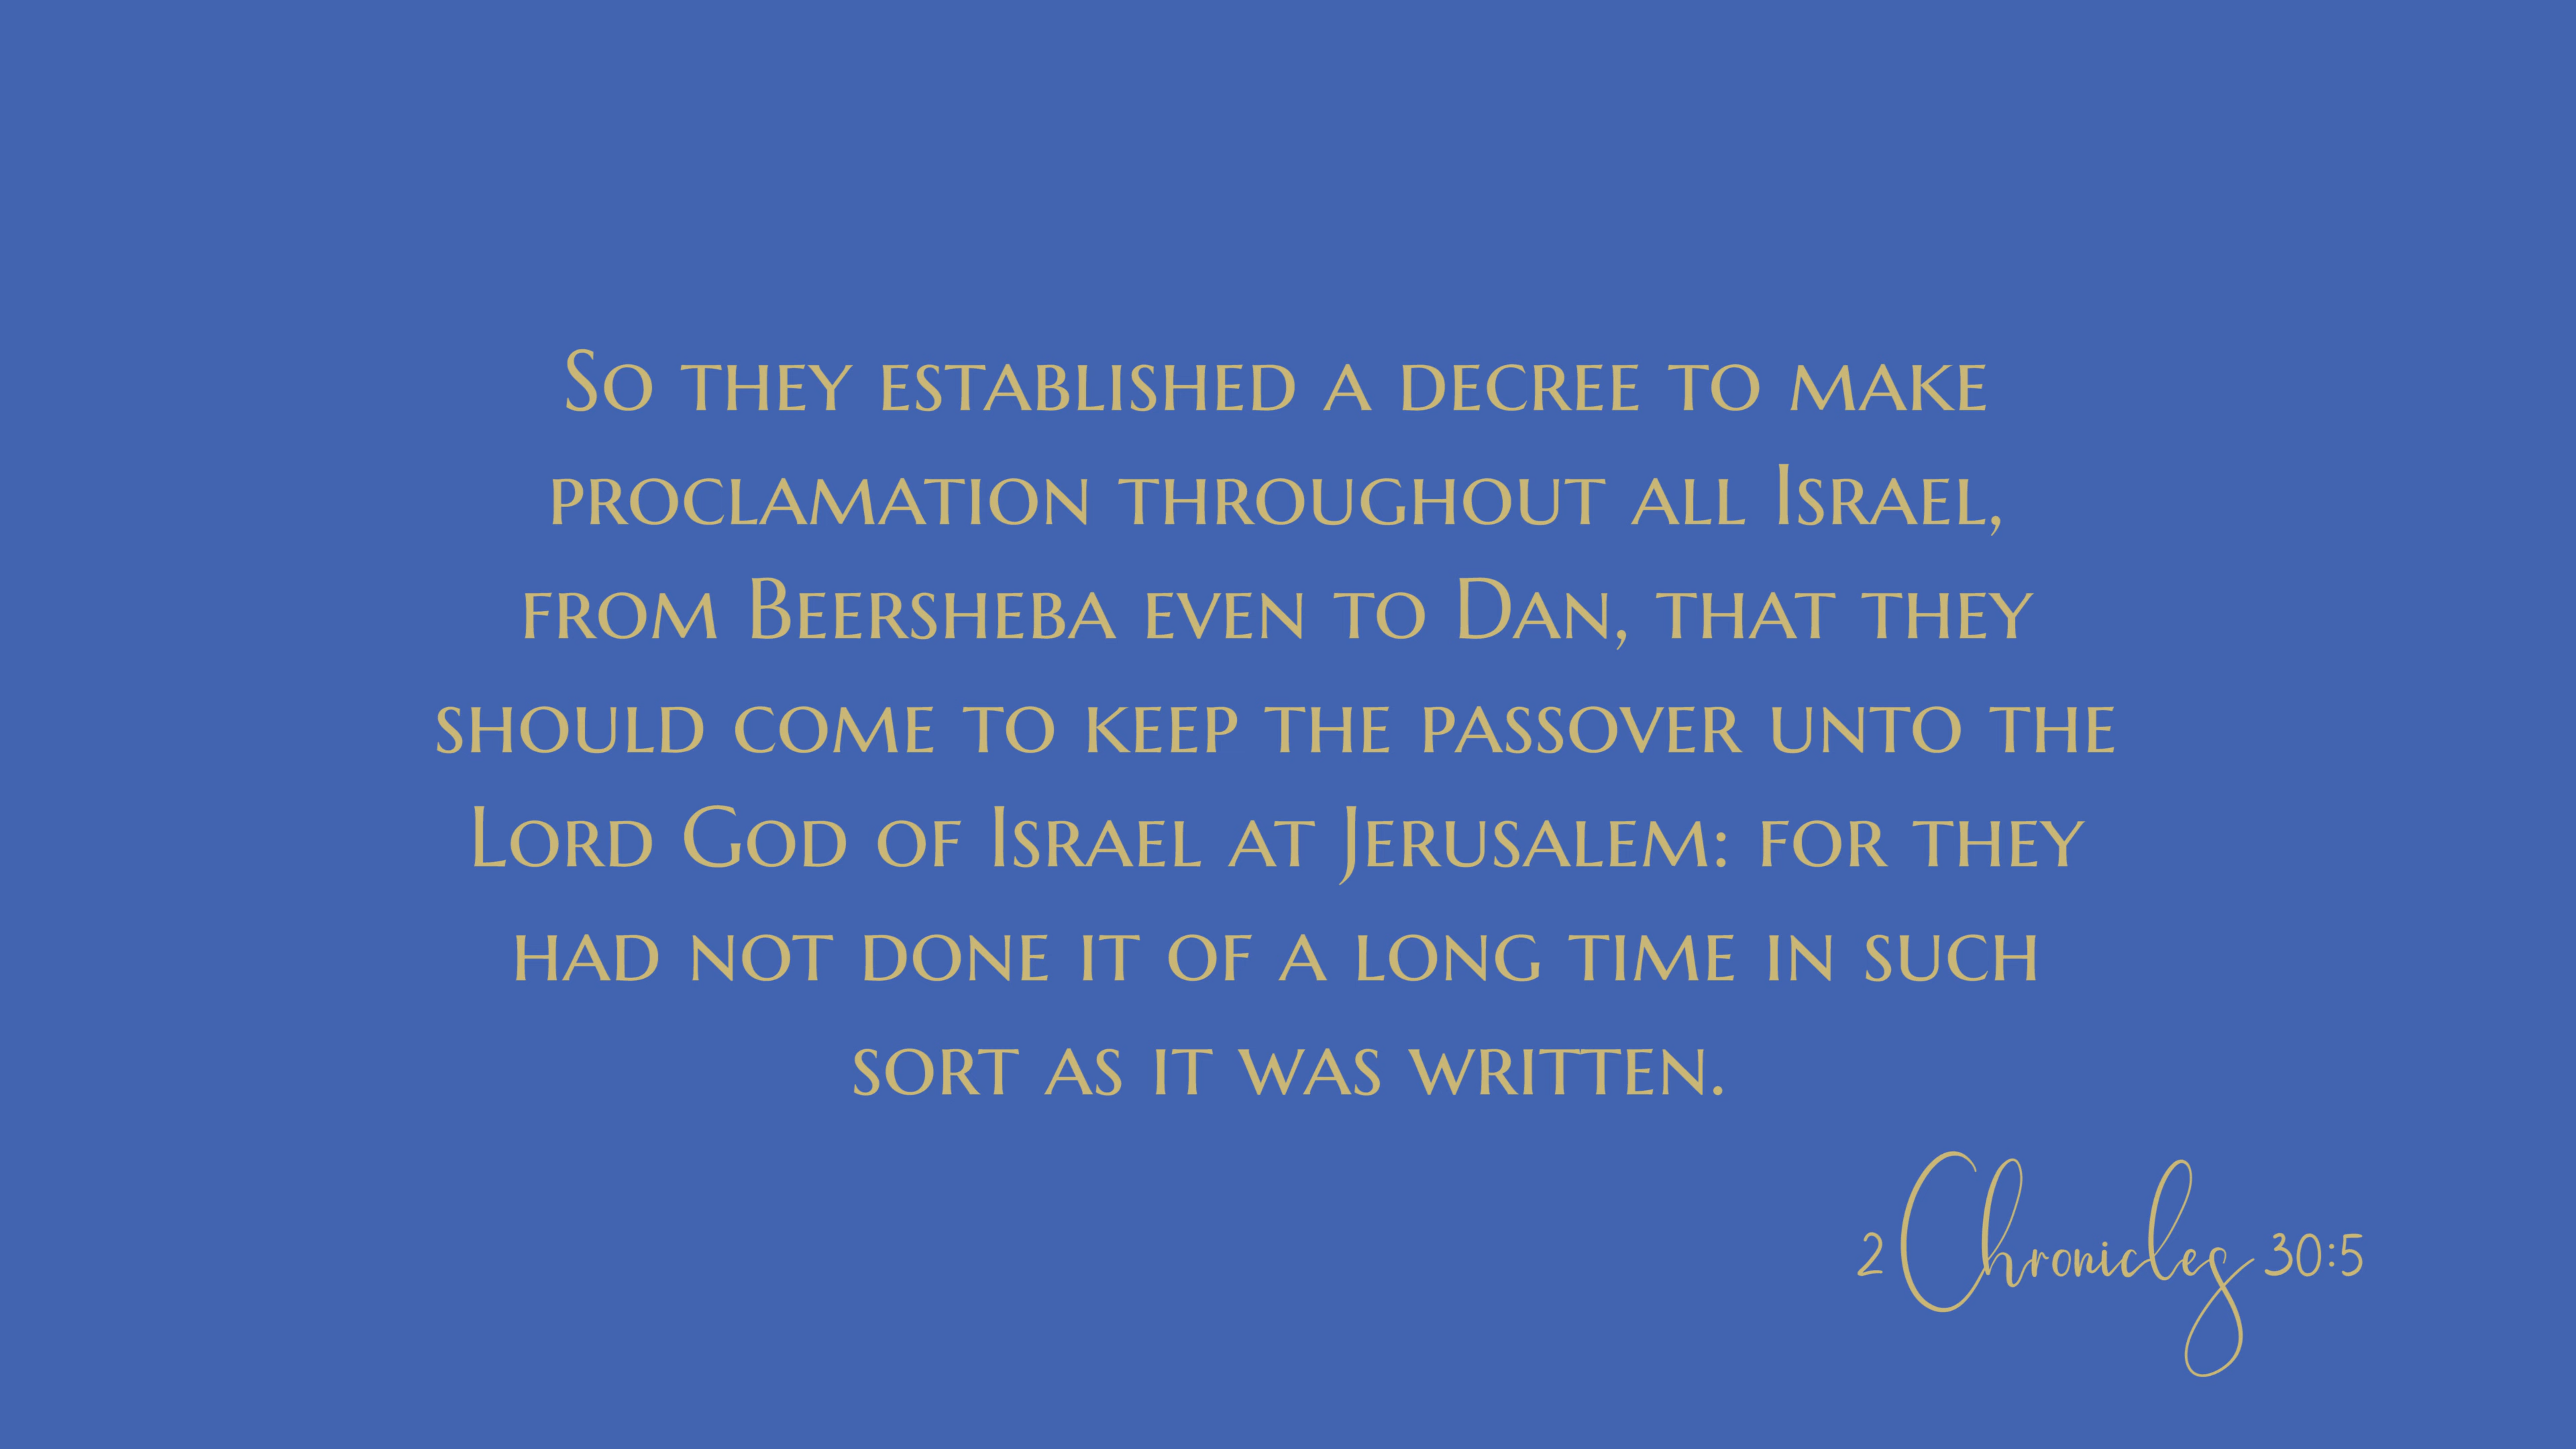 So they established a decree to make
proclamation throughout all Israel,
from Beersheba even to Dan, that they
should come to keep the passover unto the
Lord God of Israel at Jerusalem: for they
had not done it of a long time in such
sort as it was written.
2 Chronicles 30:5